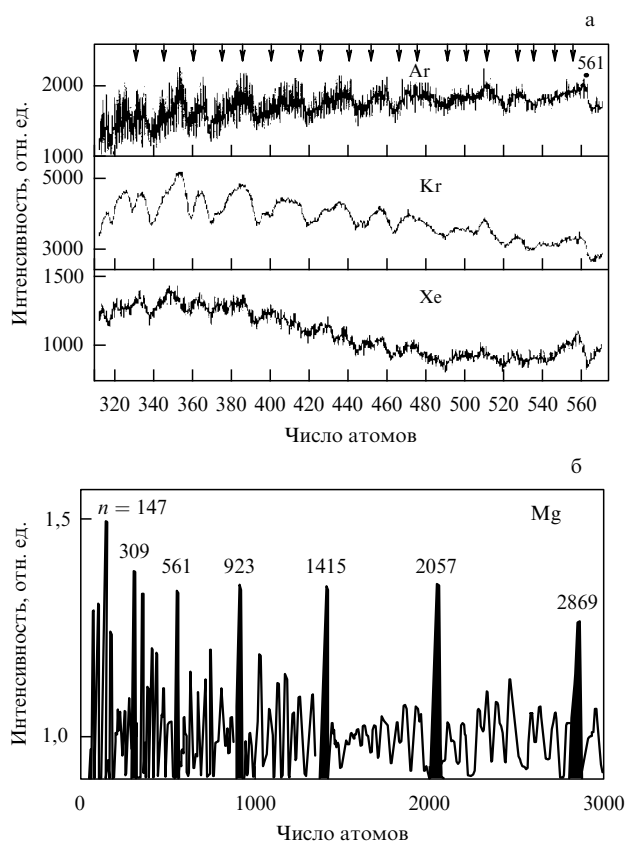 а
561
Ar
2000
1000
Kr
5000
3000
Xe
1500
1000
320 340 360 380 400 420 440 460 480 500 520 540 560
Число атомов
Интенсивность, отн. ед.
б
n = 147
Mg
1,5
309
561
923
1415
2057
2869
1,0
0 1000 2000 3000
Число атомов
Интенсивность, отн. ед.